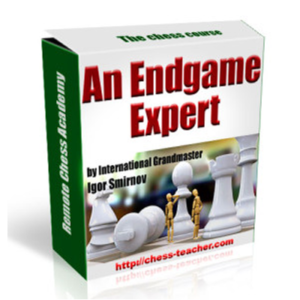 The chess course
An Endgame
Expert
by International Grandmaster
Igor Smirnov
Remote Chess Academy
http://chess-teacher.com